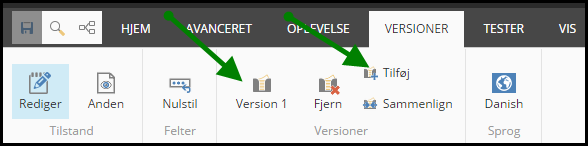 HJEM AVANCERET OPLEVELSE VERSIONER TESTER VIS
Rediger Anden Nulstil Version 1 Fjern Tilføj Sammenlign Danish
Tilstand Felter Versioner Sprog